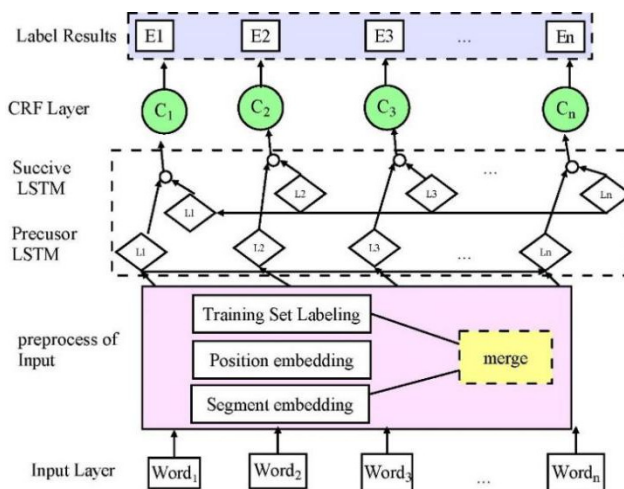 Label Results E1 E2 E3 ... En
CRF Layer C1 C2 C3 Cn
Succive
LSTM
...
L1 L2 L3 Ln
Precusor
LSTM
L1 L2 L3 ... Ln
Training Set Labeling
preprocess of
Input
Position embedding
merge
Segment embedding
Input Layer Word1 Word2 Word3 ... Wordn